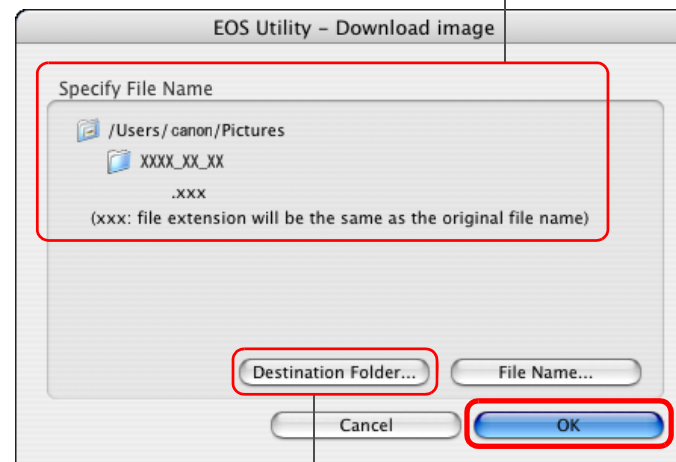 EOS Utility – Download image
Specify File Name
/Users/canon/Pictures
XXXX_XX_XX
.xxx
(xxx: file extension will be the same as the original file name)
Destination Folder... File Name...
Cancel OK